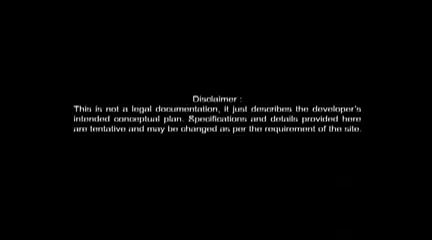 Disclaimer :
This is not a legal documentation, it just describes the developer's
intended conceptual plan. Specifications and details provided here
are tentative and may be changed as per the requirement of the site.